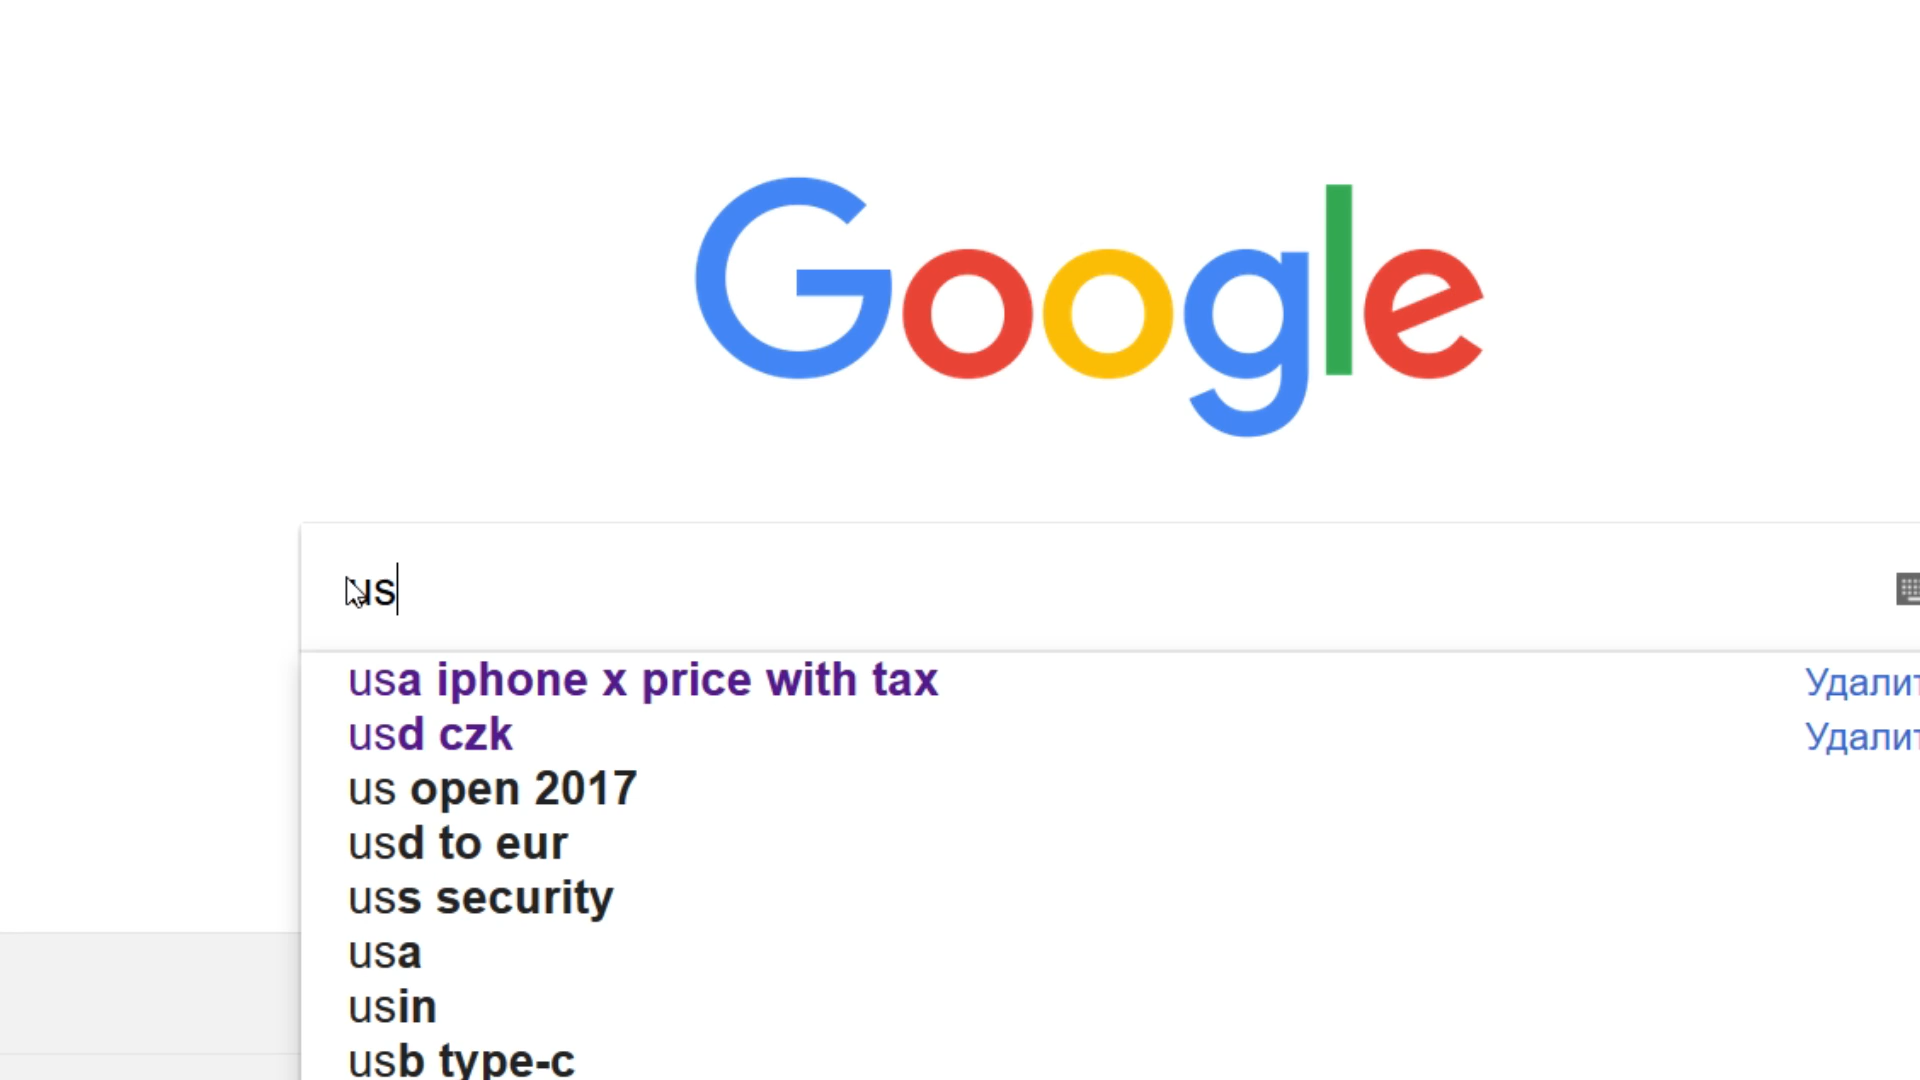 Google
us
usa iphone x price with tax Удалит
usd czk Удалит
us open 2017
usd to eur
uss security
usa
usin
usb type-c